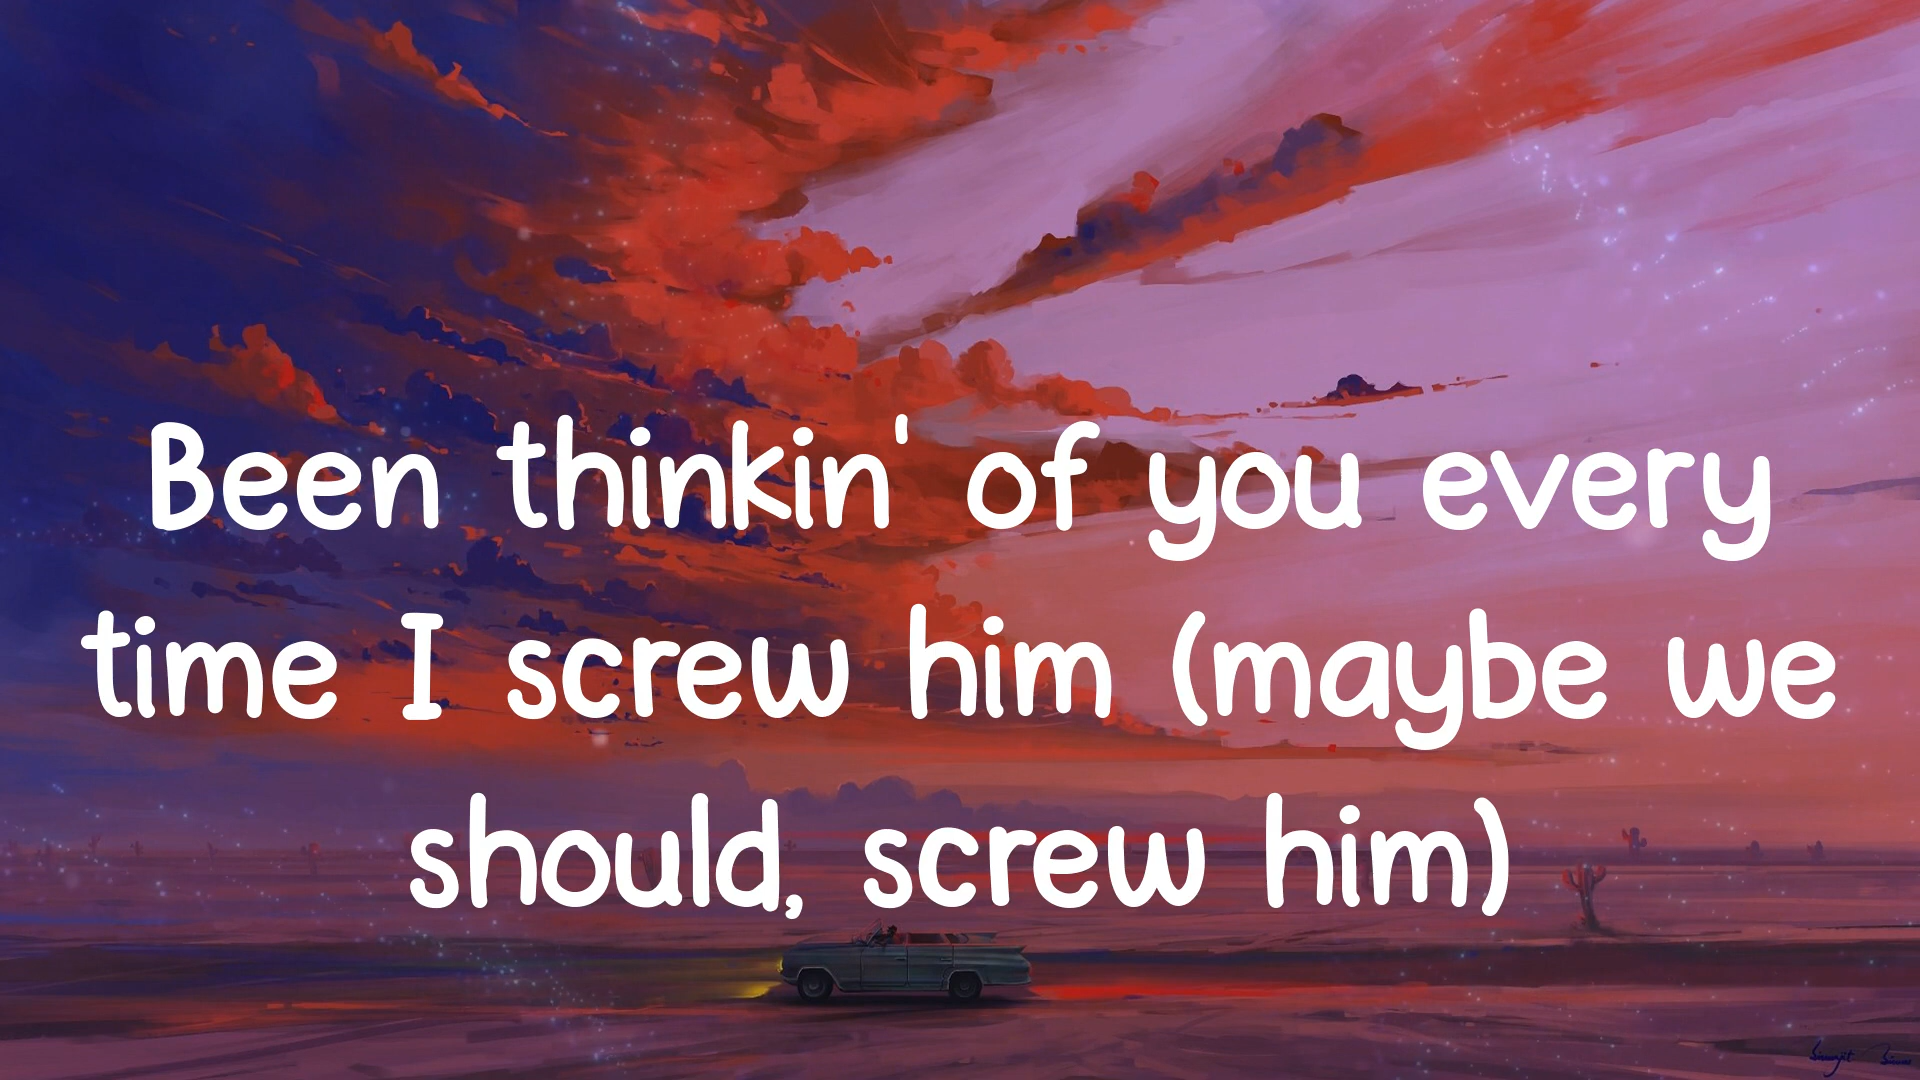 Been thinkin' of you every
time I screw him (maybe we
should, screw him)